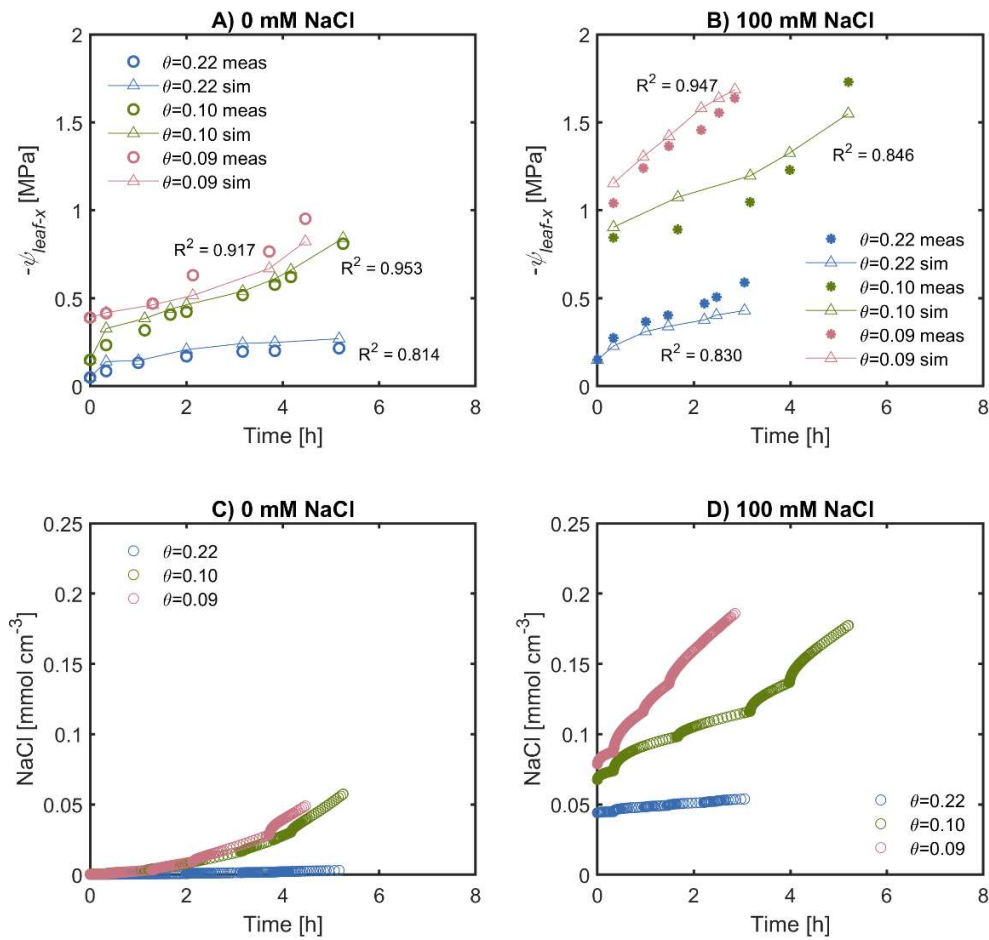 A) 0 mM NaCl
2
1.5
1
0.5
0
-ψleaf-x [MPa]
θ=0.22 meas
θ=0.22 sim
θ=0.10 meas
θ=0.10 sim
θ=0.09 meas
θ=0.09 sim
R² = 0.917
R² = 0.953
R² = 0.814
0 2 4 6 8
Time [h]
B) 100 mM NaCl
2
1.5
1
0.5
0
-ψleaf-x [MPa]
R² = 0.947
R² = 0.846
θ=0.22 meas
θ=0.22 sim
θ=0.10 meas
θ=0.10 sim
θ=0.09 meas
θ=0.09 sim
R² = 0.830
0 2 4 6 8
Time [h]
C) 0 mM NaCl
0.25
0.2
0.15
0.1
0.05
0
NaCl [mmol cm⁻³]
θ=0.22
θ=0.10
θ=0.09
0 2 4 6 8
Time [h]
D) 100 mM NaCl
0.25
0.2
0.15
0.1
0.05
0
NaCl [mmol cm⁻³]
θ=0.22
θ=0.10
θ=0.09
0 2 4 6 8
Time [h]